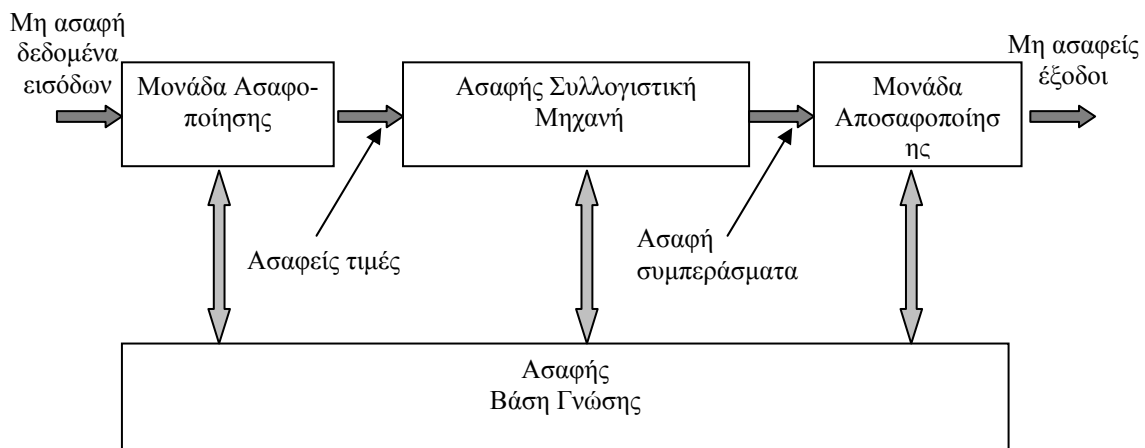 Μη ασαφή
δεδομένα
εισόδων
Μονάδα Ασαφο-
ποίησης
Ασαφής Συλλογιστική
Μηχανή
Μονάδα
Αποσαφοποίησ
ης
Μη ασαφείς
έξοδοι
Ασαφείς τιμές
Ασαφή
συμπεράσματα
Ασαφής
Βάση Γνώσης